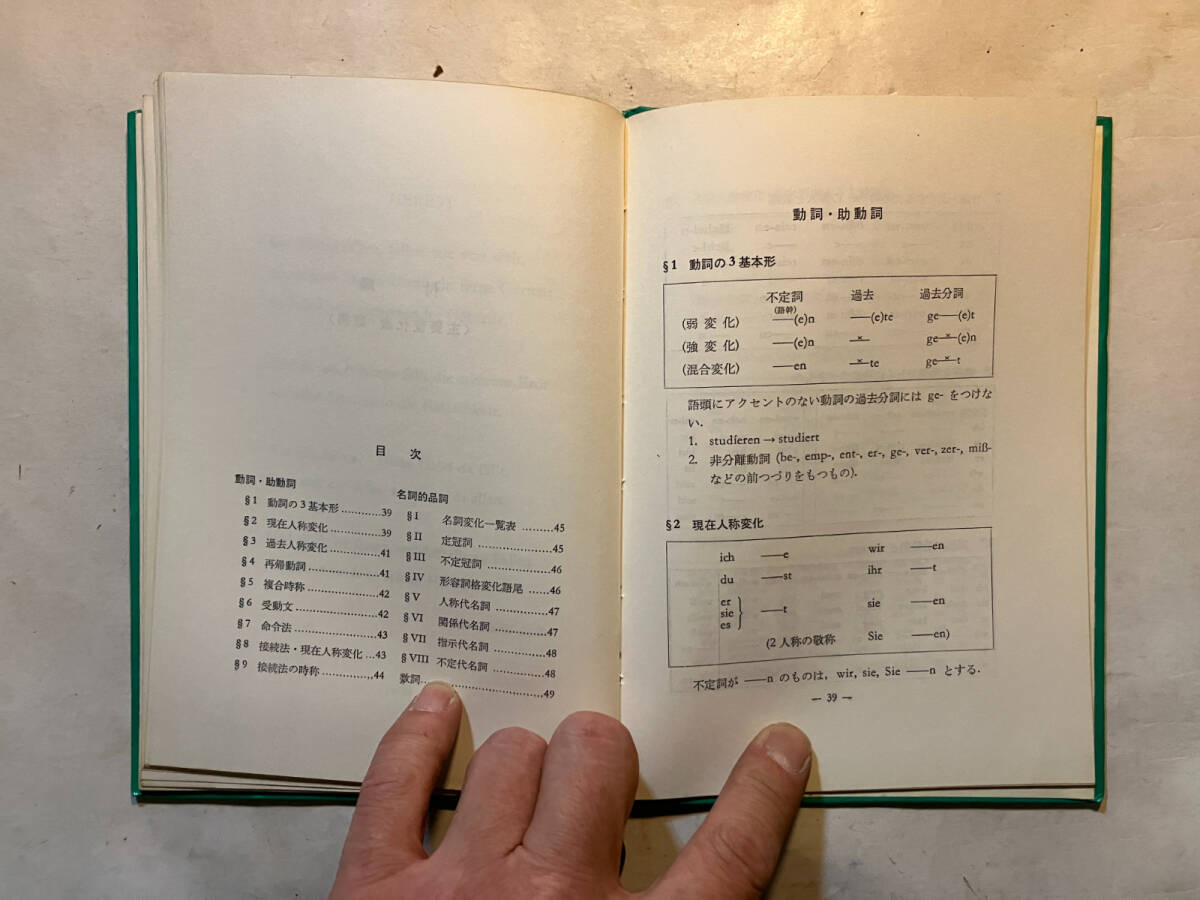 目 次
動詞・助動詞
§1 動詞の3基本形 …………39
§2 現在人称変化 ……………39
§3 過去人称変化 ……………41
§4 再帰動詞 …………………41
§5 複合時称 …………………42
§6 受動文 ……………………42
§7 命令法 ……………………43
§8 接続法・現在人称変化 …43
§9 接続法の時称 ……………44
名詞的品詞
§I 名詞変化一覧表 ………45
§II 定冠詞 …………………45
§III 不定冠詞 ………………46
§IV 形容詞格変化語尾 ……46
§V 人称代名詞 ……………47
§VI 関係代名詞 ……………47
§VII 指示代名詞 ……………48
§VIII 不定代名詞 ……………48
数詞 ……………………………49
動詞・助動詞
§1 動詞の3基本形
不定詞 過去 過去分詞
(語幹)
(弱変化) ——(e)n ——(e)te ge——(e)t
(強変化) ——(e)n —×— ge—×—(e)n
(混合変化) ——en —×—te ge—×—t
語頭にアクセントのない動詞の過去分詞には ge- をつけな
い.
1. studieren → studiert
2. 非分離動詞 (be-, emp-, ent-, er-, ge-, ver-, zer-, miß-
などの前つづりをもつもの).
§2 現在人称変化
ich ——e wir ——en
du ——st ihr ——t
er
sie } ——t sie ——en
es
(2人称の敬称 Sie ——en)
不定詞が ——n のものは, wir, sie, Sie ——n とする.
— 39 —